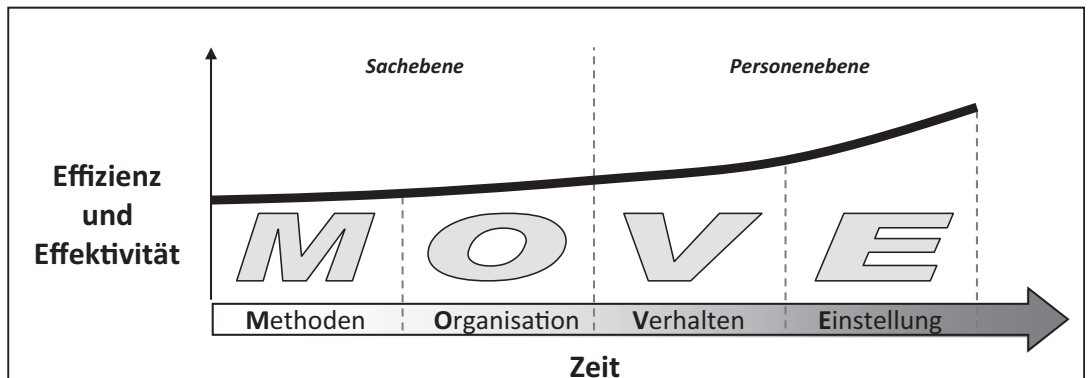 Sachebene
Personenebene
Effizienz
und
Effektivität
M O V E
Methoden
Organisation
Verhalten
Einstellung
Zeit